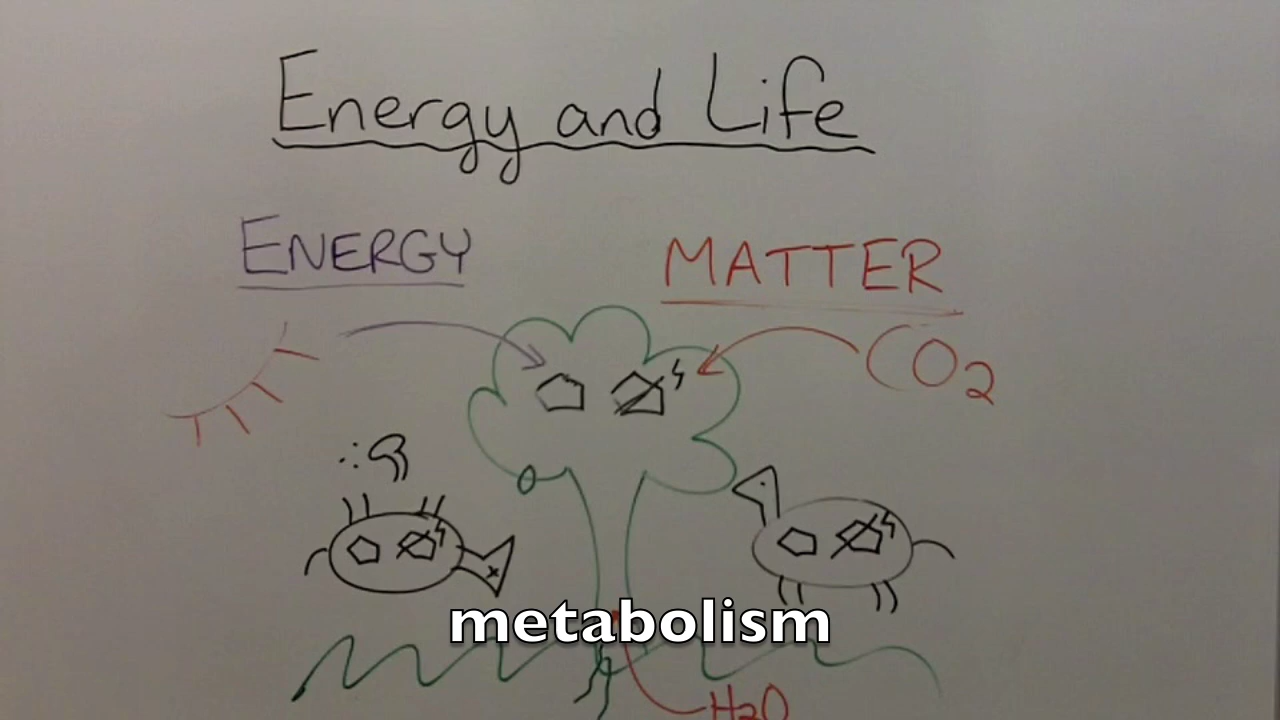 Energy and Life
ENERGY
MATTER
CO2
metabolism
H2O